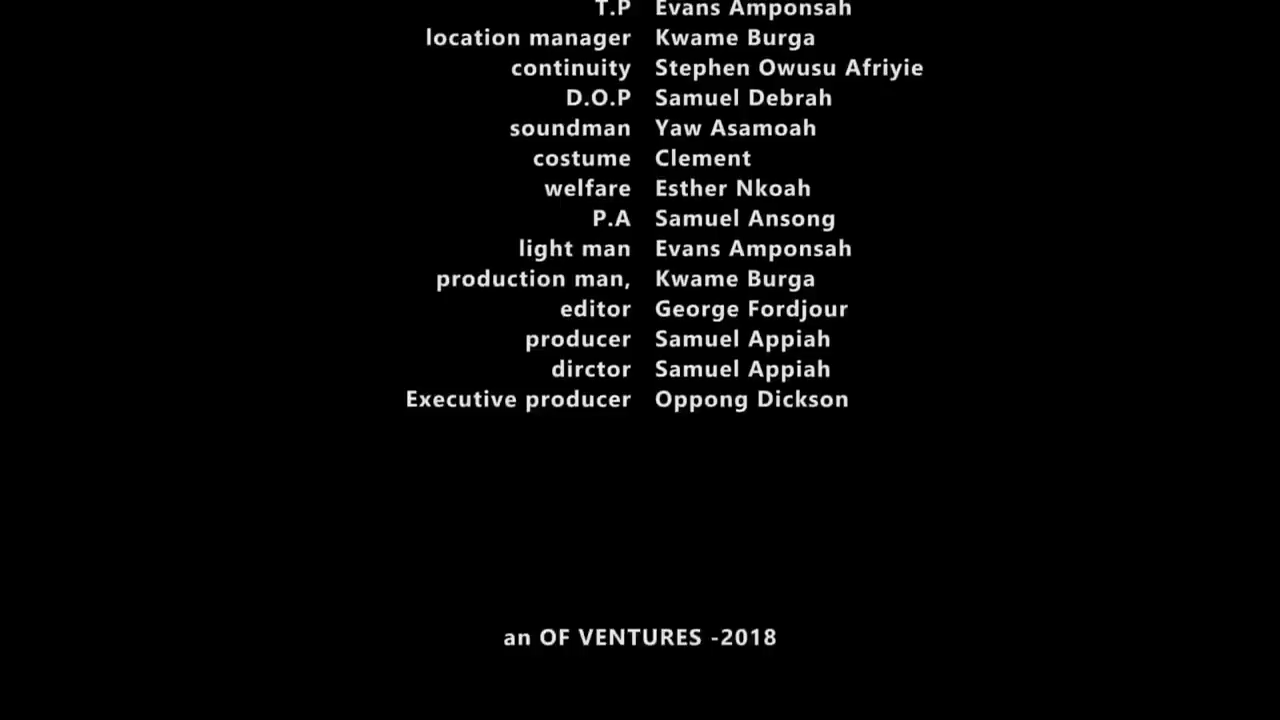 T.P Evans Amponsah
location manager Kwame Burga
continuity Stephen Owusu Afriyie
D.O.P Samuel Debrah
soundman Yaw Asamoah
costume Clement
welfare Esther Nkoah
P.A Samuel Ansong
light man Evans Amponsah
production man, Kwame Burga
editor George Fordjour
producer Samuel Appiah
dirctor Samuel Appiah
Executive producer Oppong Dickson
an OF VENTURES -2018